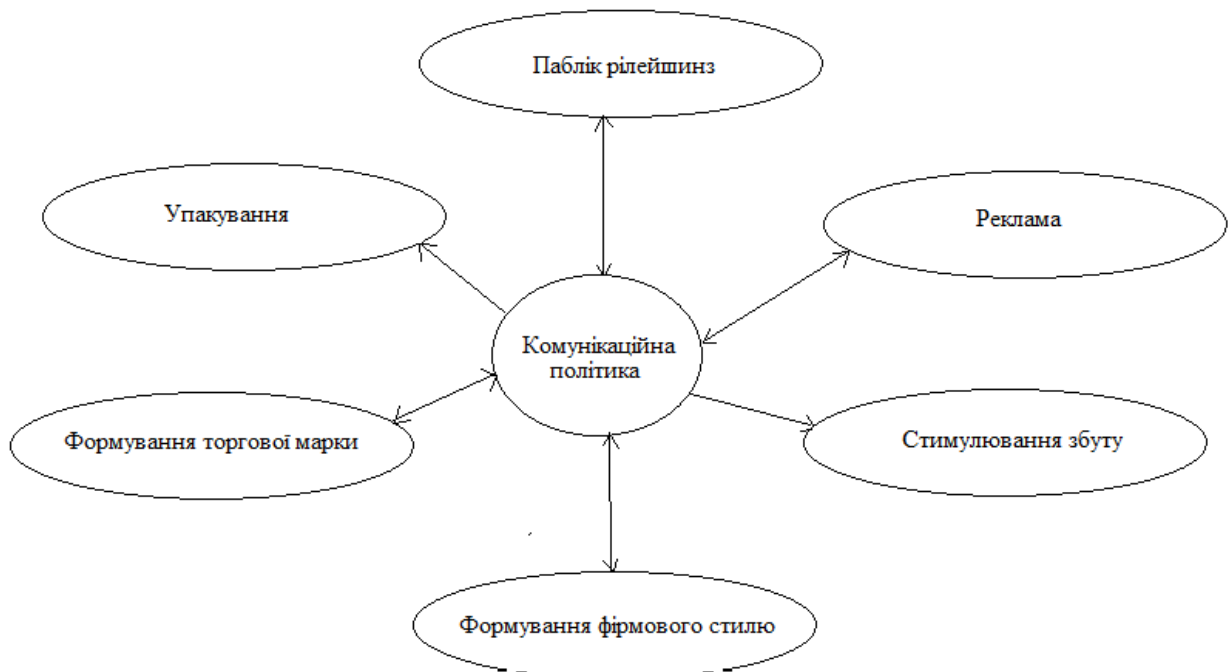 Паблік рілейшинз
Упакування
Реклама
Комунікаційна
політика
Формування торгової марки
Стимулювання збуту
Формування фірмового стилю